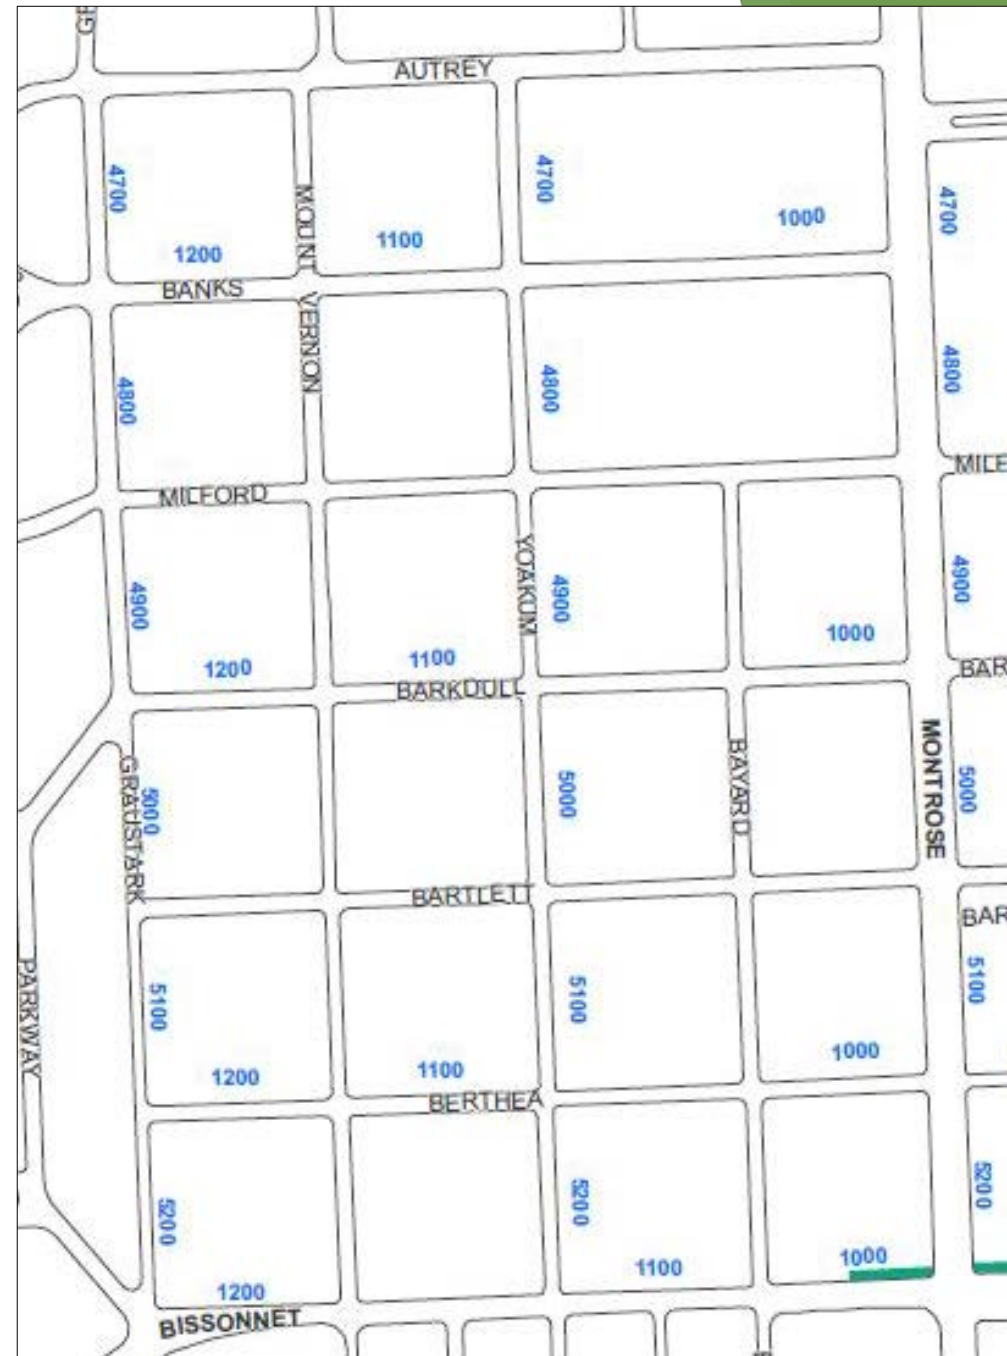 AUTREY
4700
4700
4700
MOUNT VERNON
1000
1100
1200
BANKS
4800
4800
4800
MILFORD
YOAKUM
4900
4900
4900
1000
1100
1200
BARKDULL
MONTROSE
BAYARD
GRAUSTARK
5000
5000
5000
BARTLETT
PARKWAY
5100
5100
5100
1000
1100
1200
BERTHEA
5200
5200
5200
1000
1100
1200
BISSONNET